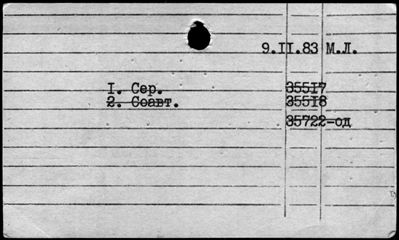 9.II.83 М.Л.
I. Сер. 35517
2. Соавт. 35518
35722-од